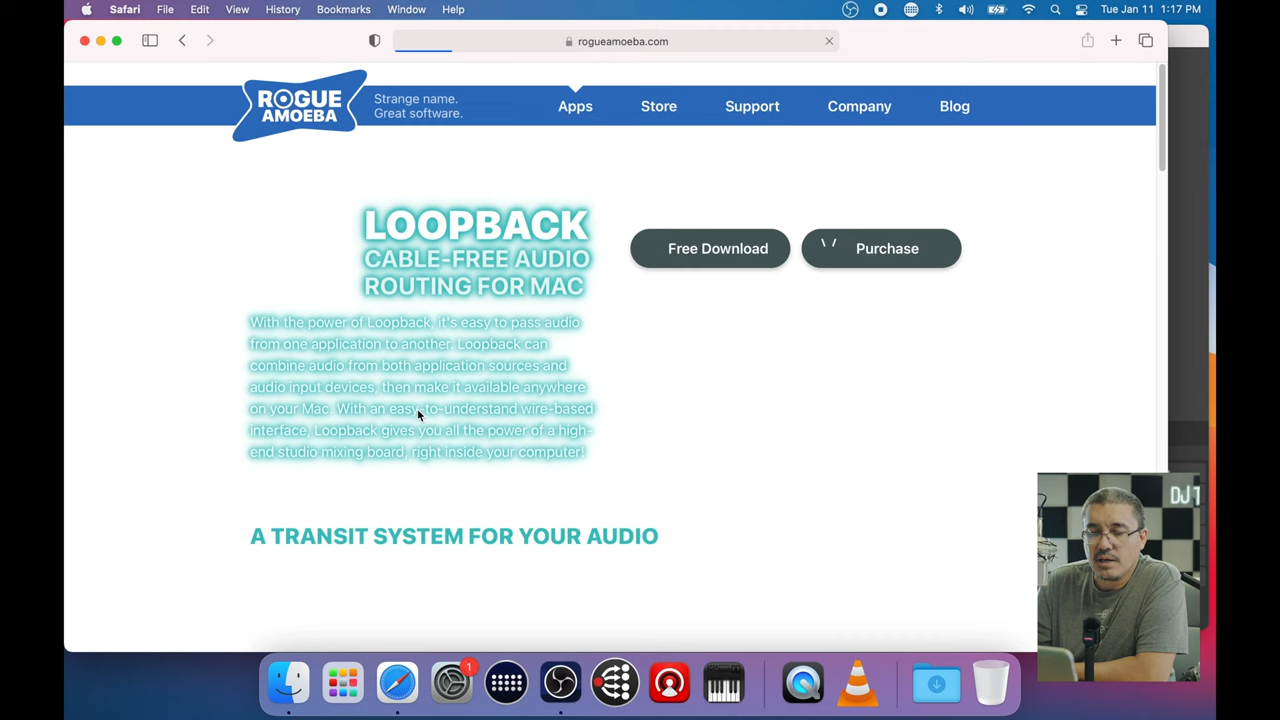 Safari File Edit View History Bookmarks Window Help Tue Jan 11 1:17 PM
rogueamoeba.com
ROGUE
AMOEBA
Strange name.
Great software.
Apps Store Support Company Blog
LOOPBACK
CABLE-FREE AUDIO
ROUTING FOR MAC
Free Download Purchase
With the power of Loopback, it's easy to pass audio
from one application to another. Loopback can
combine audio from both application sources and
audio input devices, then make it available anywhere
on your Mac. With an easy-to-understand wire-based
interface, Loopback gives you all the power of a high-
end studio mixing board, right inside your computer!
A TRANSIT SYSTEM FOR YOUR AUDIO
DJ T
1